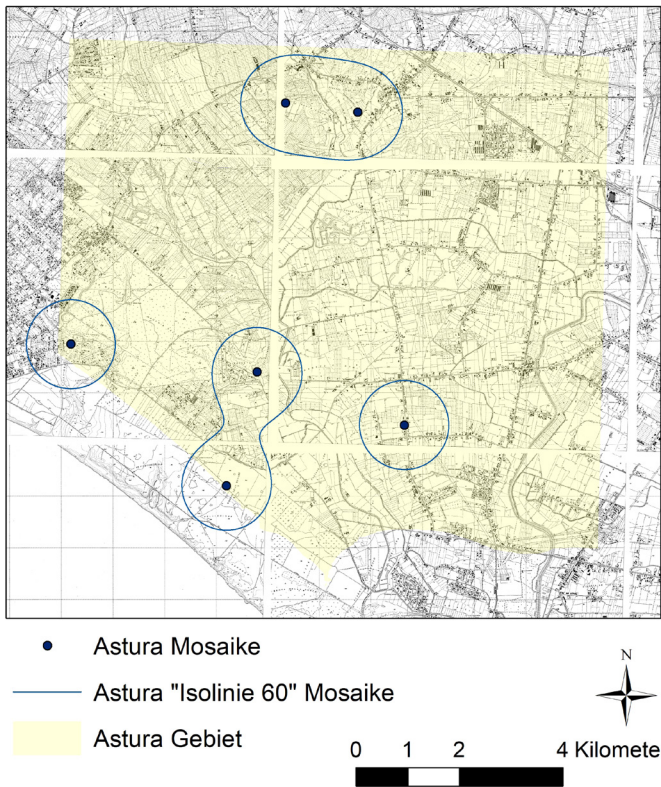 Astura Mosaike
Astura "Isolinie 60" Mosaike
Astura Gebiet
N
0 1 2 4 Kilomete